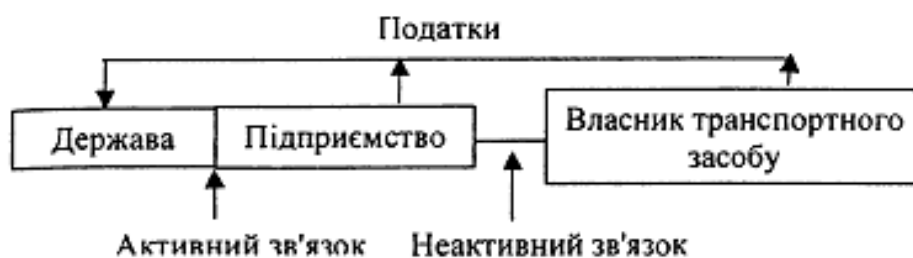 Податки
Держава
Підприємство
Власник транспортного
засобу
Активний зв'язок
Неактивний зв'язок